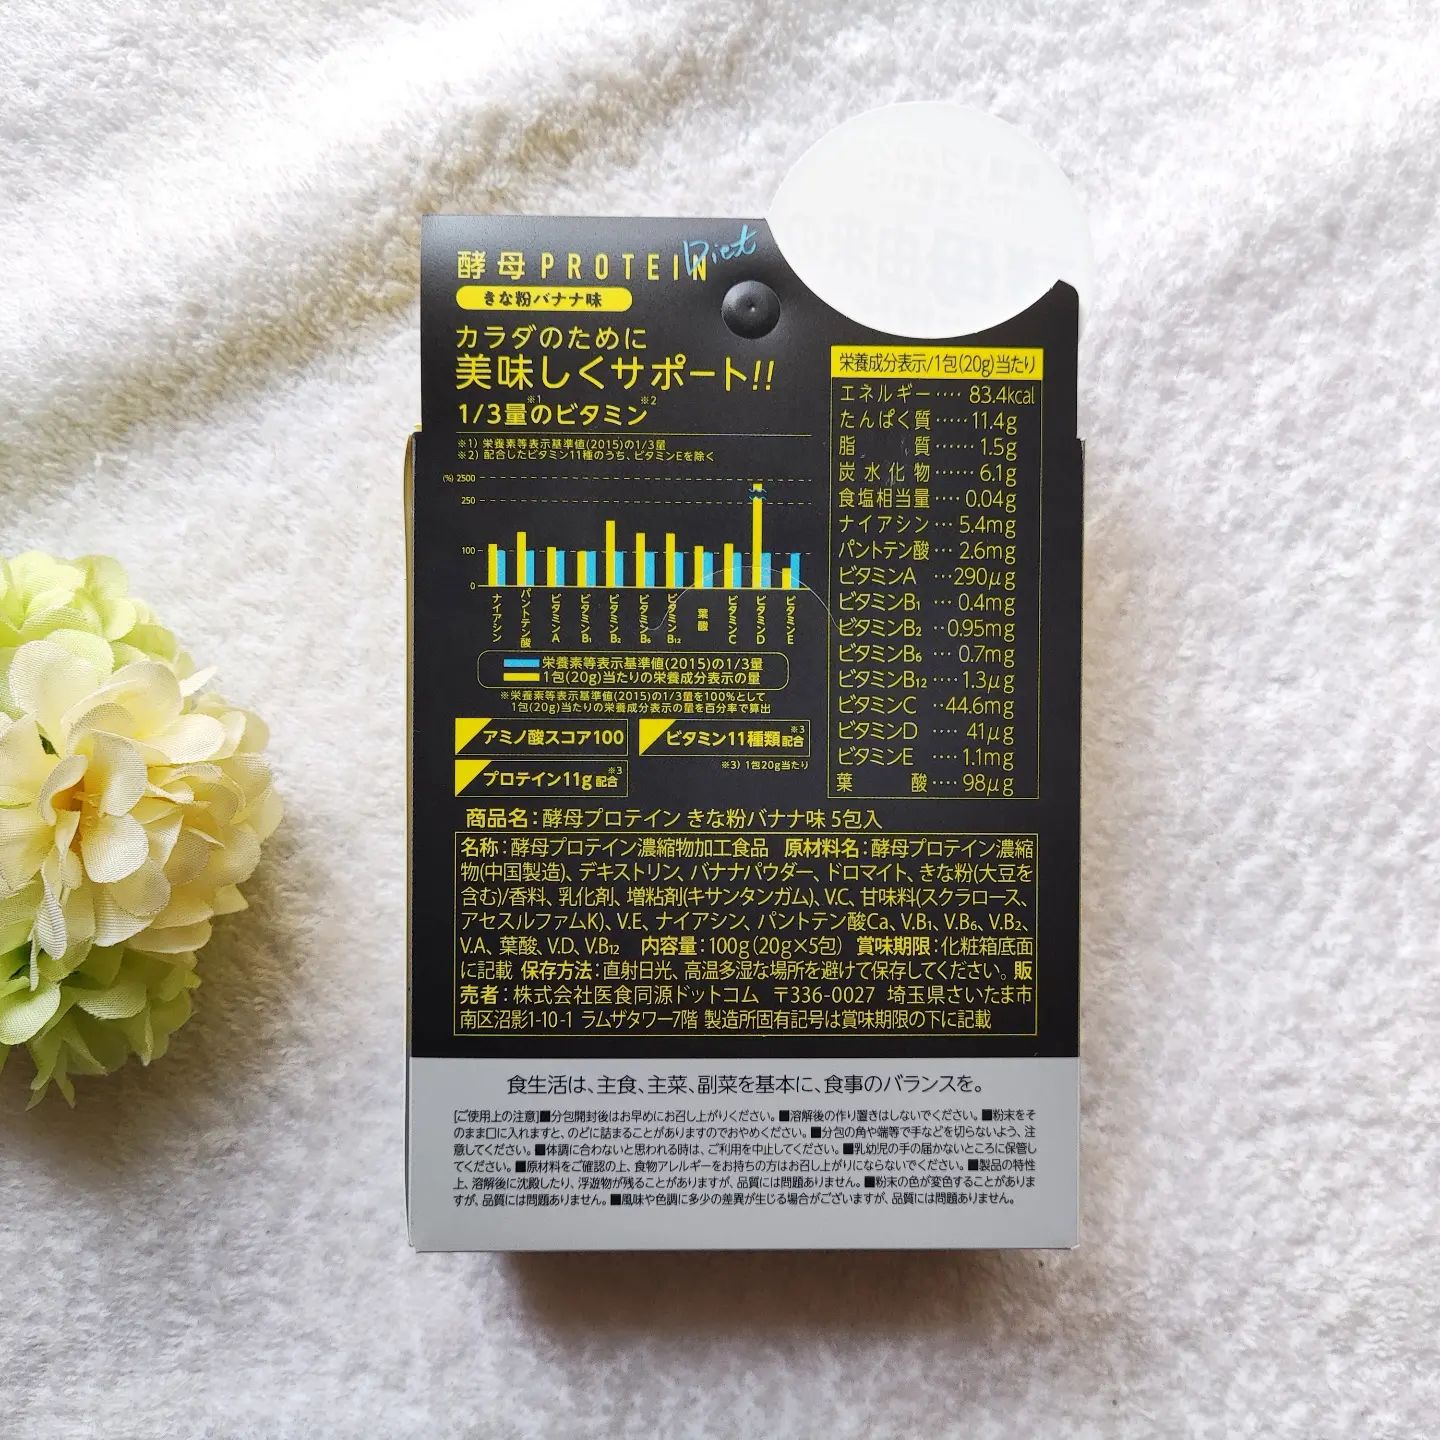 酵母PROTEIN Diet
きな粉バナナ味
カラダのために
美味しくサポート!!
1/3量※1のビタミン※2
※1) 栄養素等表示基準値(2015)の1/3量
※2) 配合したビタミン11種のうち、ビタミンEを除く
(%) 2500
250
100
0
ナイアシン
パントテン酸
ビタミンA
ビタミンB1
ビタミンB2
ビタミンB6
ビタミンB12
葉酸
ビタミンC
ビタミンD
ビタミンE
栄養素等表示基準値(2015)の1/3量
1包(20g)当たりの栄養成分表示の量
※栄養素等表示基準値(2015)の1/3量を100%として
1包(20g)当たりの栄養成分表示の量を百分率で算出
アミノ酸スコア100
ビタミン11種類配合※3
プロテイン11g配合※3
※3) 1包20g当たり
栄養成分表示/1包(20g)当たり
エネルギー‥‥83.4kcal
たんぱく質‥‥‥11.4g
脂質‥‥‥1.5g
炭水化物‥‥‥6.1g
食塩相当量‥‥0.04g
ナイアシン‥‥5.4mg
パントテン酸‥‥2.6mg
ビタミンA‥‥290μg
ビタミンB1‥‥0.4mg
ビタミンB2‥‥0.95mg
ビタミンB6‥‥0.7mg
ビタミンB12‥‥1.3μg
ビタミンC‥‥44.6mg
ビタミンD‥‥41μg
ビタミンE‥‥1.1mg
葉酸‥‥98μg
商品名：酵母プロテイン きな粉バナナ味 5包入
名称：酵母プロテイン濃縮物加工食品 原材料名：酵母プロテイン濃縮
物(中国製造)、デキストリン、バナナパウダー、ドロマイト、きな粉(大豆を
含む)/香料、乳化剤、増粘剤(キサンタンガム)、V.C、甘味料(スクラロース、
アセスルファムK)、V.E、ナイアシン、パントテン酸Ca、V.B1、V.B6、V.B2、
V.A、葉酸、V.D、V.B12 内容量：100g(20g×5包) 賞味期限：化粧箱底面
に記載 保存方法：直射日光、高温多湿な場所を避けて保存してください。 販
売者：株式会社医食同源ドットコム 〒336-0027 埼玉県さいたま市
南区沼影1-10-1 ラムザタワー7階 製造所固有記号は賞味期限の下に記載
食生活は、主食、主菜、副菜を基本に、食事のバランスを。
[ご使用上の注意]■分包開封後はお早めにお召し上がりください。■溶解後の作り置きはしないでください。■粉末をそ
のまま口に入れますと、のどに詰まることがありますのでおやめください。■分包の角や端等で手などを切らないよう、注
意してください。■体調に合わないと思われる時は、ご利用を中止してください。■乳幼児の手の届かないところに保管し
てください。■原材料をご確認の上、食物アレルギーをお持ちの方はお召し上がりにならないでください。■製品の特性
上、溶解後に沈殿したり、浮遊物が残ることがありますが、品質には問題ありません。■粉末の色が変色することがありま
すが、品質には問題ありません。■風味や色調に多少の差異が生じる場合がございますが、品質には問題ありません。